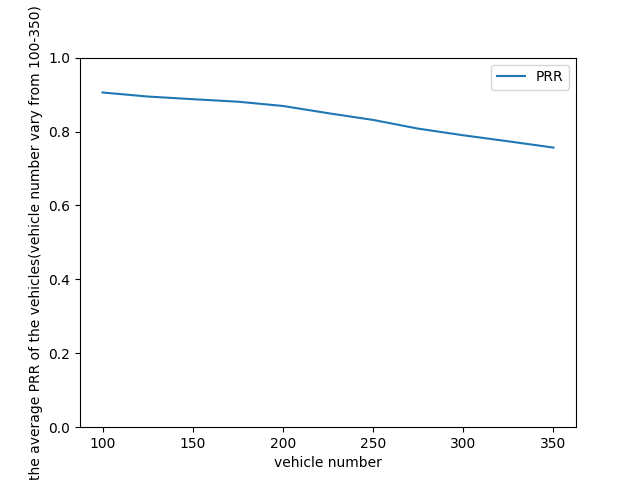 the average PRR of the vehicles(vehicle number vary from 100-350)
1.0
0.8
0.6
0.4
0.2
0.0
PRR
100 150 200 250 300 350
vehicle number